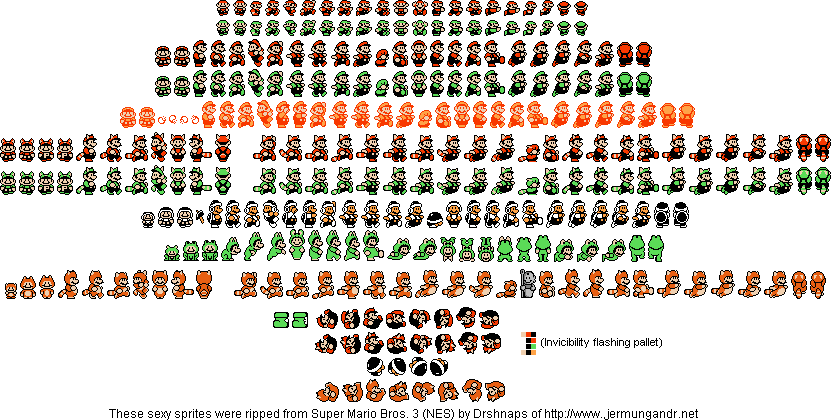 (Invicibility flashing pallet)
These sexy sprites were ripped from Super Mario Bros. 3 (NES) by Drshnaps of http://www.jermungandr.net